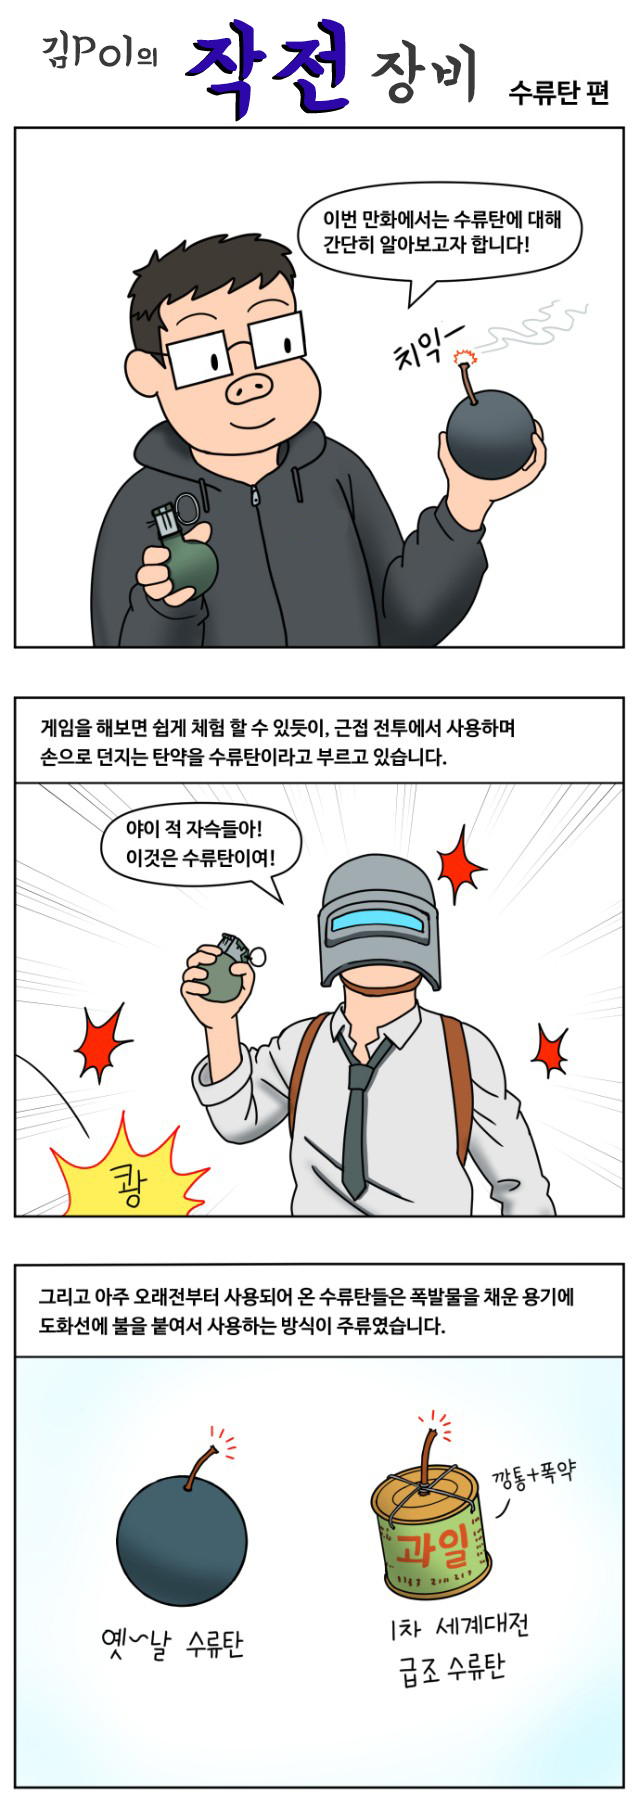 김POI의 작전 장비 수류탄 편
이번 만화에서는 수류탄에 대해
간단히 알아보고자 합니다!
치익-
게임을 해보면 쉽게 체험 할 수 있듯이, 근접 전투에서 사용하며
손으로 던지는 탄약을 수류탄이라고 부르고 있습니다.
야이 적 자슥들아!
이것은 수류탄이여!
쾅
그리고 아주 오래전부터 사용되어 온 수류탄들은 폭발물을 채운 용기에
도화선에 불을 붙여서 사용하는 방식이 주류였습니다.
깡통+폭약
과일
옛~날 수류탄
1차 세계대전
급조 수류탄